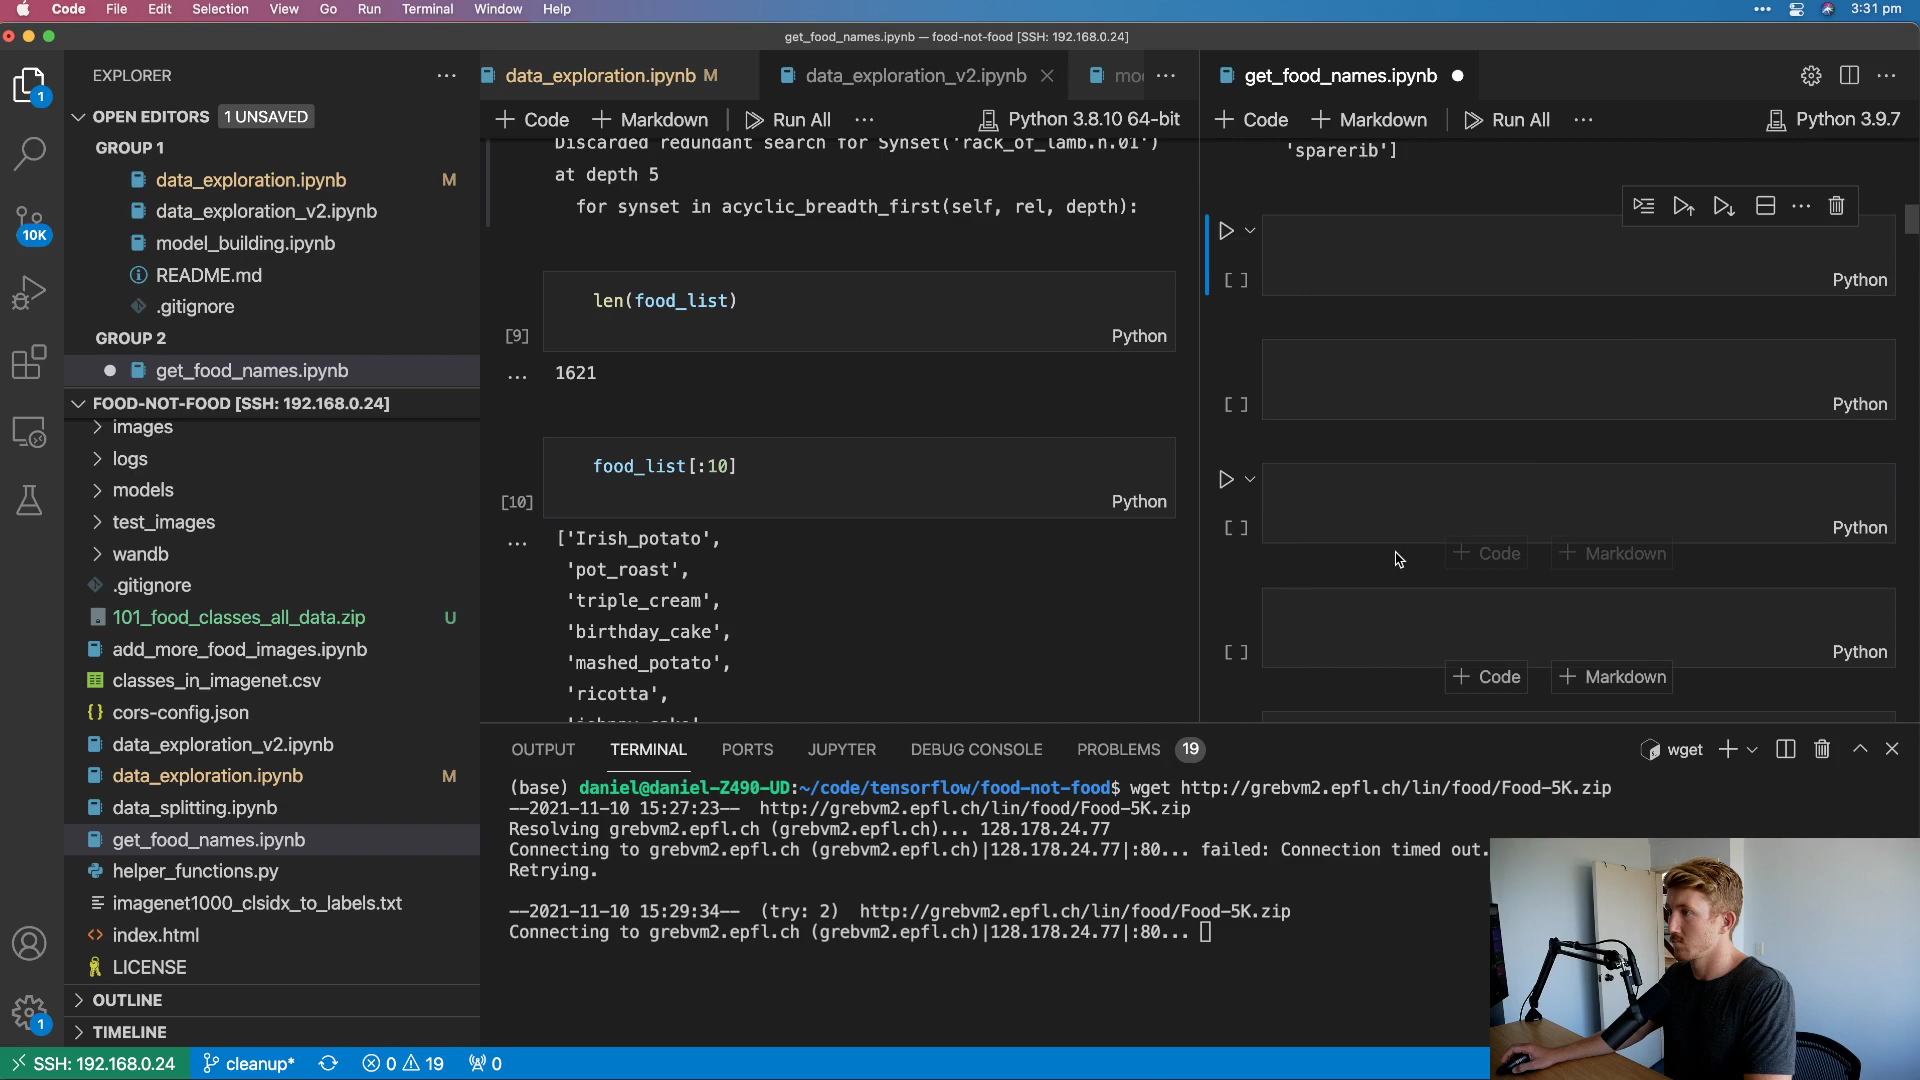 Code File Edit Selection View Go Run Terminal Window Help 3:31 pm
get_food_names.ipynb — food-not-food [SSH: 192.168.0.24]
EXPLORER
1
OPEN EDITORS 1 UNSAVED
GROUP 1
data_exploration.ipynb M
data_exploration_v2.ipynb
model_building.ipynb
README.md
.gitignore
GROUP 2
get_food_names.ipynb
10K
FOOD-NOT-FOOD [SSH: 192.168.0.24]
images
logs
models
test_images
wandb
.gitignore
101_food_classes_all_data.zip U
add_more_food_images.ipynb
classes_in_imagenet.csv
cors-config.json
data_exploration_v2.ipynb
data_exploration.ipynb M
data_splitting.ipynb
get_food_names.ipynb
helper_functions.py
imagenet1000_clsidx_to_labels.txt
index.html
LICENSE
OUTLINE
TIMELINE
1
data_exploration.ipynb M data_exploration_v2.ipynb
+ Code + Markdown Run All ... Python 3.8.10 64-bit
Discarded redundant search for Synset('rack_of_lamb.n.01')
at depth 5
for synset in acyclic_breadth_first(self, rel, depth):
len(food_list)
[9] Python
... 1621
food_list[:10]
[10] Python
... ['Irish_potato',
'pot_roast',
'triple_cream',
'birthday_cake',
'mashed_potato',
'ricotta',
get_food_names.ipynb
+ Code + Markdown Run All ... Python 3.9.7
'sparerib']
[ ] Python
[ ] Python
[ ] Python
+ Code + Markdown
[ ] Python
+ Code + Markdown
OUTPUT TERMINAL PORTS JUPYTER DEBUG CONSOLE PROBLEMS 19 wget
(base) daniel@daniel-Z490-UD:~/code/tensorflow/food-not-food$ wget http://grebvm2.epfl.ch/lin/food/Food-5K.zip
--2021-11-10 15:27:23-- http://grebvm2.epfl.ch/lin/food/Food-5K.zip
Resolving grebvm2.epfl.ch (grebvm2.epfl.ch)... 128.178.24.77
Connecting to grebvm2.epfl.ch (grebvm2.epfl.ch)|128.178.24.77|:80... failed: Connection timed out.
Retrying.
--2021-11-10 15:29:34-- (try: 2) http://grebvm2.epfl.ch/lin/food/Food-5K.zip
Connecting to grebvm2.epfl.ch (grebvm2.epfl.ch)|128.178.24.77|:80...
SSH: 192.168.0.24 cleanup* 0 19 0